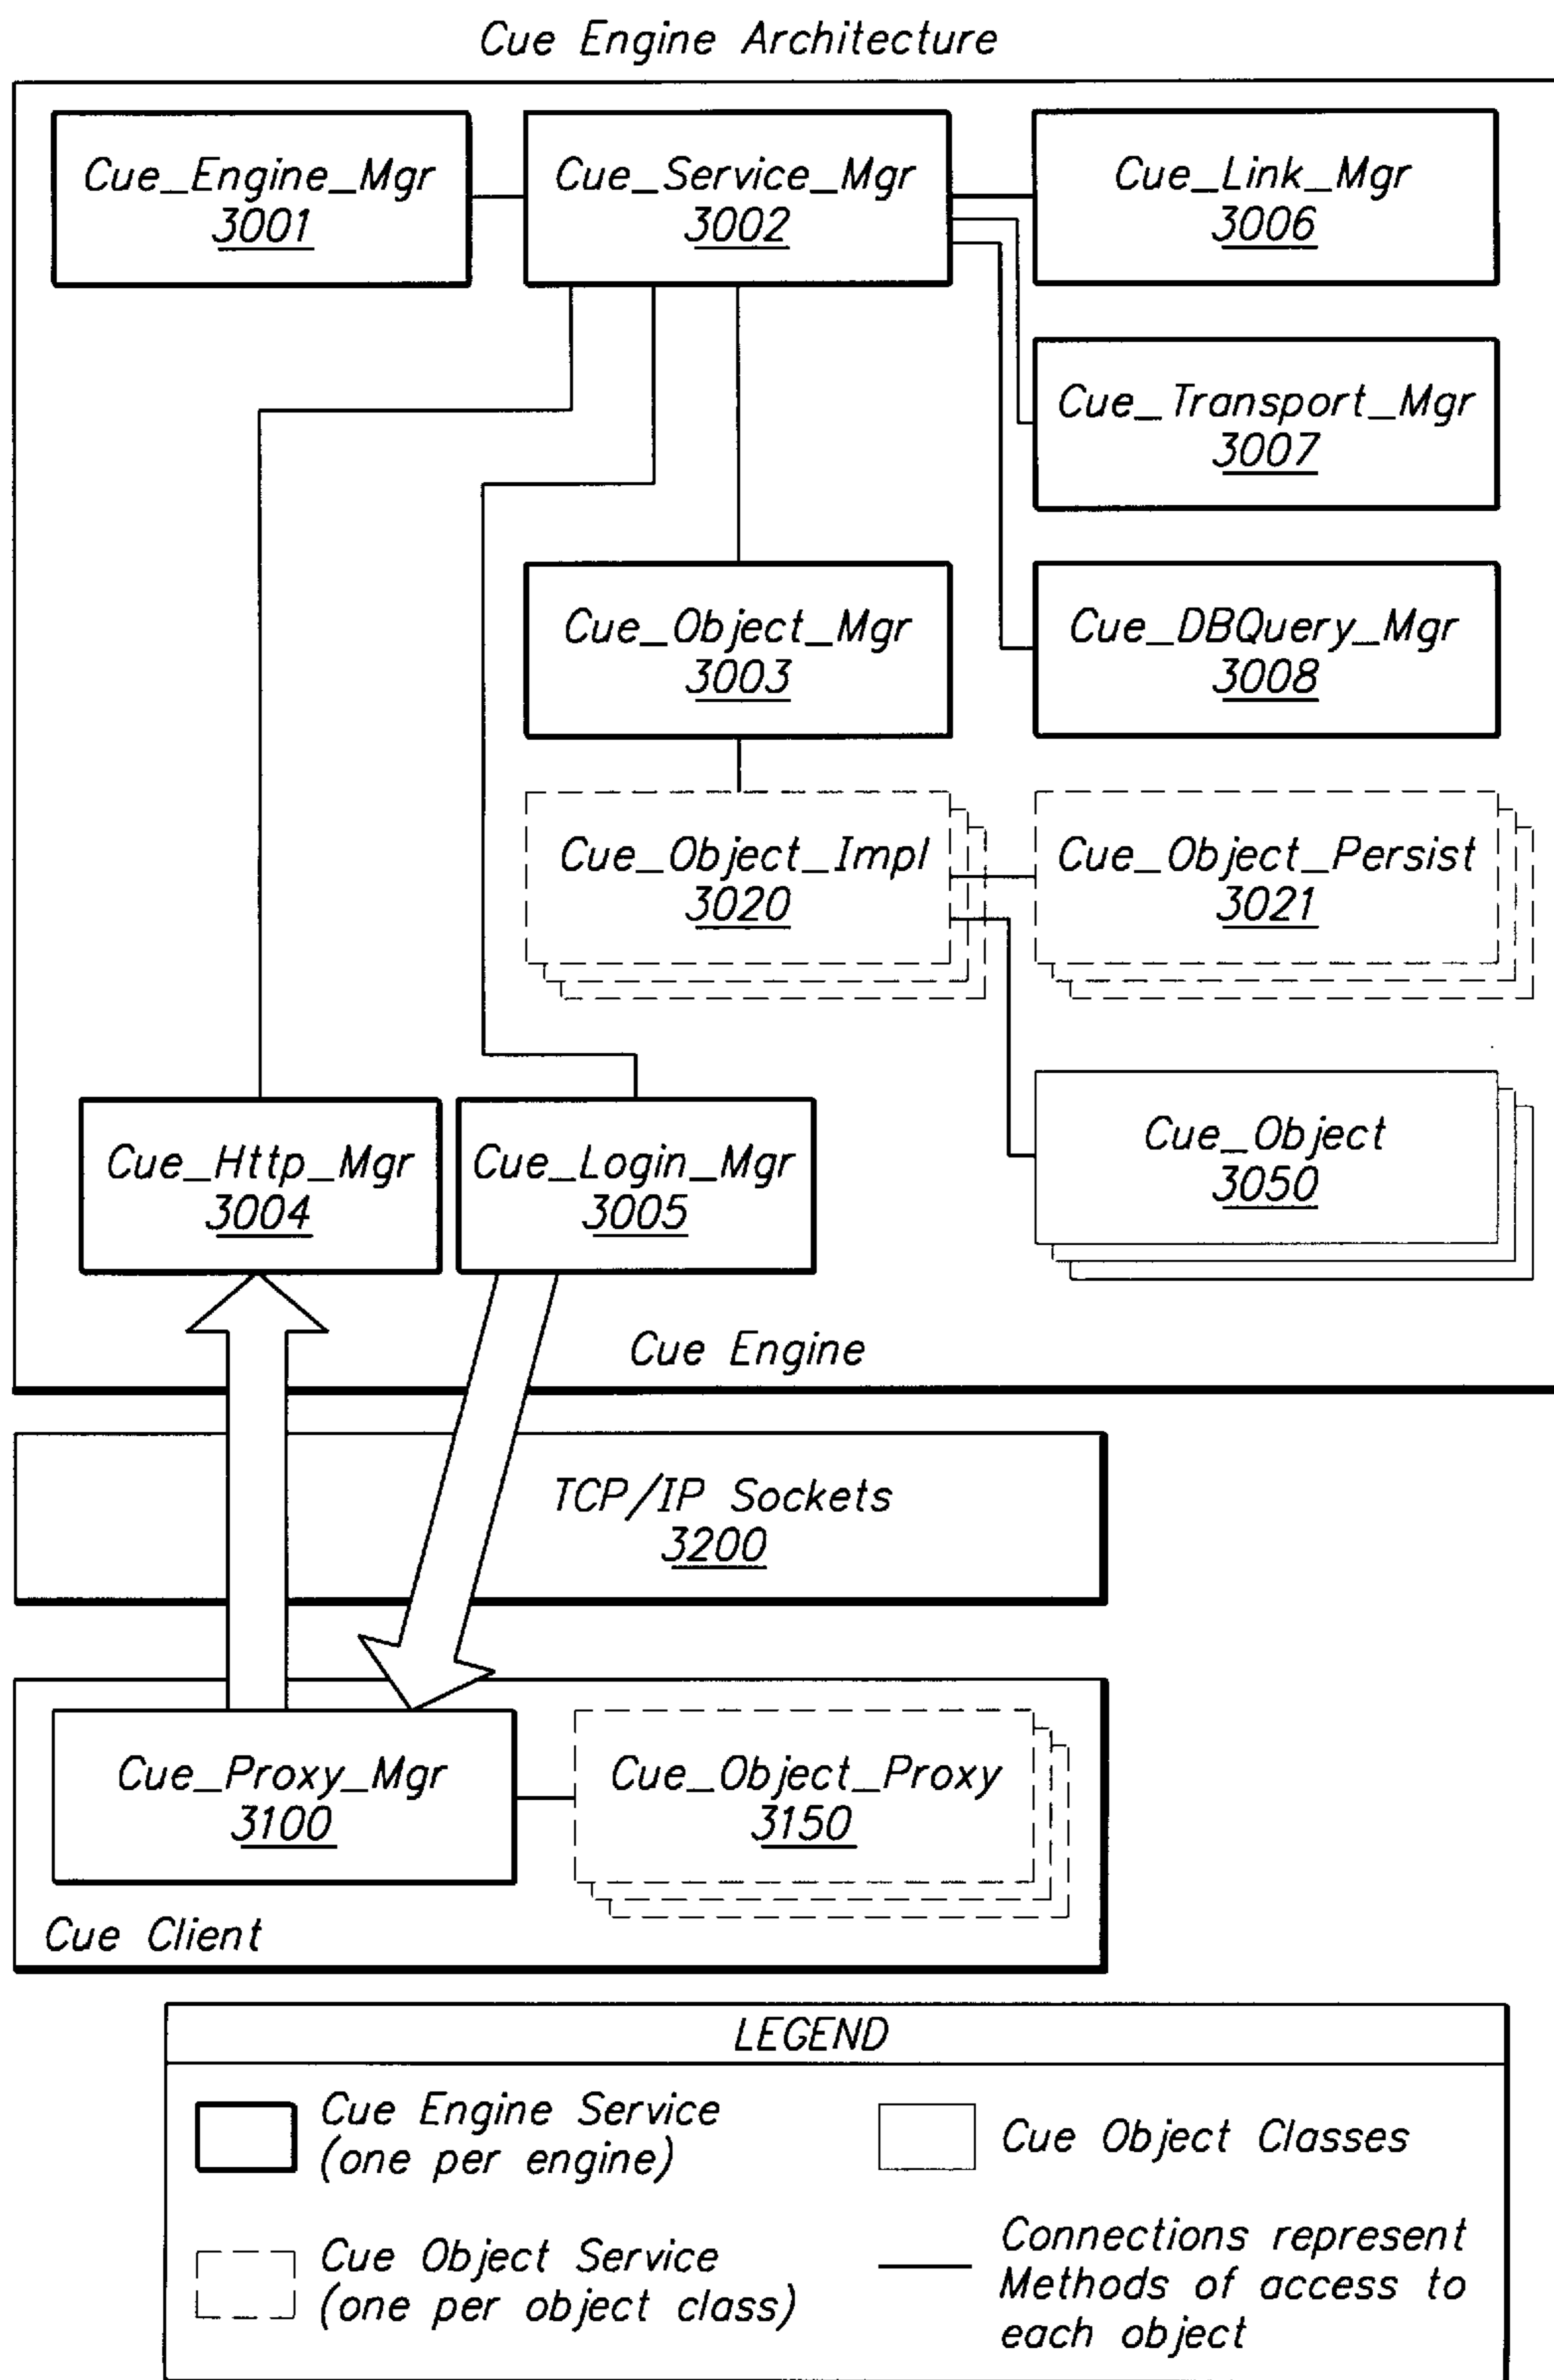 Cue Engine Architecture
Cue_Engine_Mgr
3001
Cue_Service_Mgr
3002
Cue_Link_Mgr
3006
Cue_Transport_Mgr
3007
Cue_Object_Mgr
3003
Cue_DBQuery_Mgr
3008
Cue_Object_Impl
3020
Cue_Object_Persist
3021
Cue_Http_Mgr
3004
Cue_Login_Mgr
3005
Cue_Object
3050
Cue Engine
TCP/IP Sockets
3200
Cue_Proxy_Mgr
3100
Cue_Object_Proxy
3150
Cue Client
LEGEND
Cue Engine Service
(one per engine)
Cue Object Classes
Cue Object Service
(one per object class)
Connections represent
Methods of access to
each object